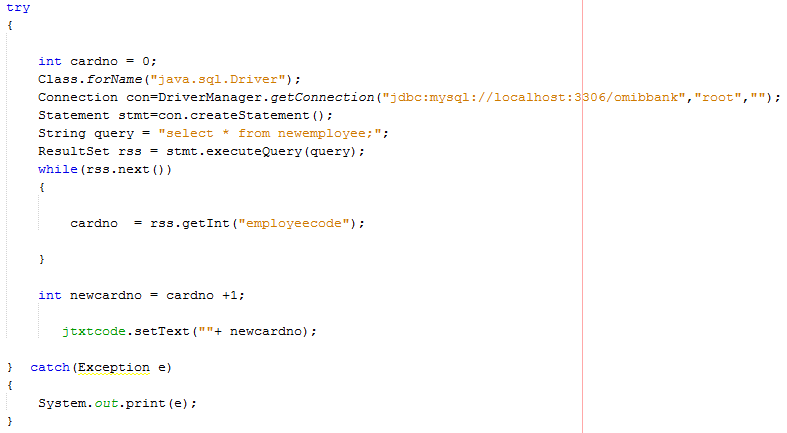 try
{
int cardno = 0;
Class.forName("java.sql.Driver");
Connection con=DriverManager.getConnection("jdbc:mysql://localhost:3306/omibbank","root","");
Statement stmt=con.createStatement();
String query = "select * from newemployee;";
ResultSet rss = stmt.executeQuery(query);
while(rss.next())
{
cardno  = rss.getInt("employeecode");
}
int newcardno = cardno +1;
jtxtcode.setText(""+ newcardno);
}  catch(Exception e)
{
System.out.print(e);
}